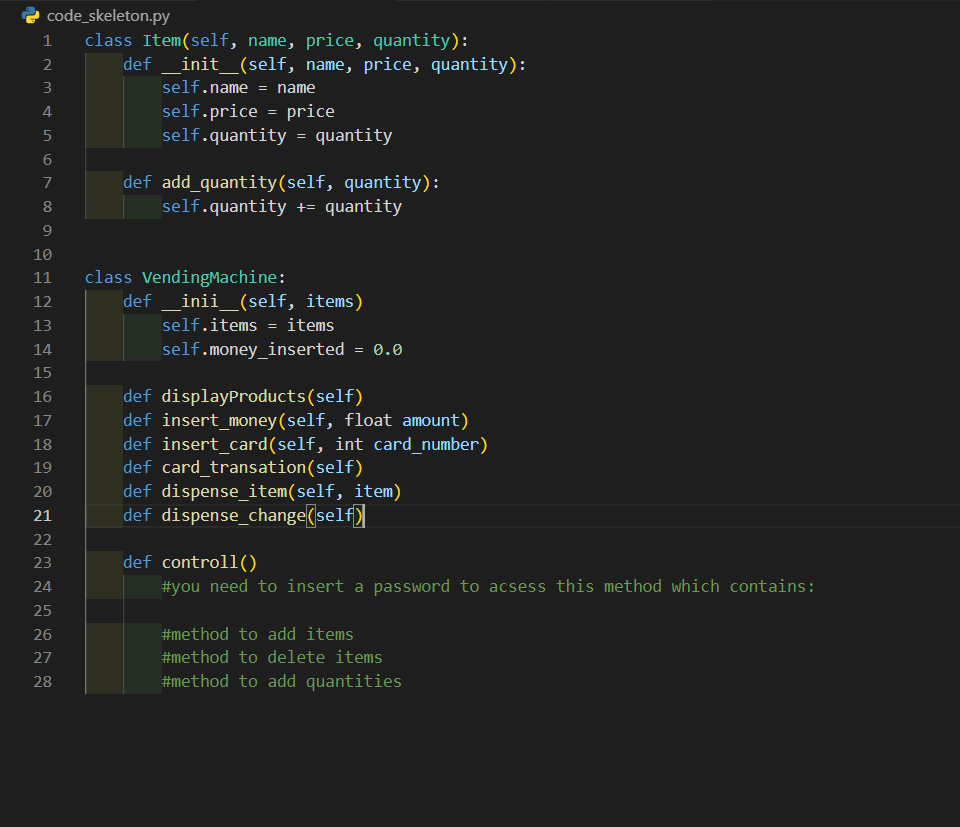 code_skeleton.py
1 class Item(self, name, price, quantity):
2     def __init__(self, name, price, quantity):
3         self.name = name
4         self.price = price
5         self.quantity = quantity
6
7     def add_quantity(self, quantity):
8         self.quantity += quantity
9
10
11 class VendingMachine:
12     def __inii__(self, items)
13         self.items = items
14         self.money_inserted = 0.0
15
16     def displayProducts(self)
17     def insert_money(self, float amount)
18     def insert_card(self, int card_number)
19     def card_transation(self)
20     def dispense_item(self, item)
21     def dispense_change(self)
22
23     def controll()
24         #you need to insert a password to acsess this method which contains:
25
26         #method to add items
27         #method to delete items
28         #method to add quantities